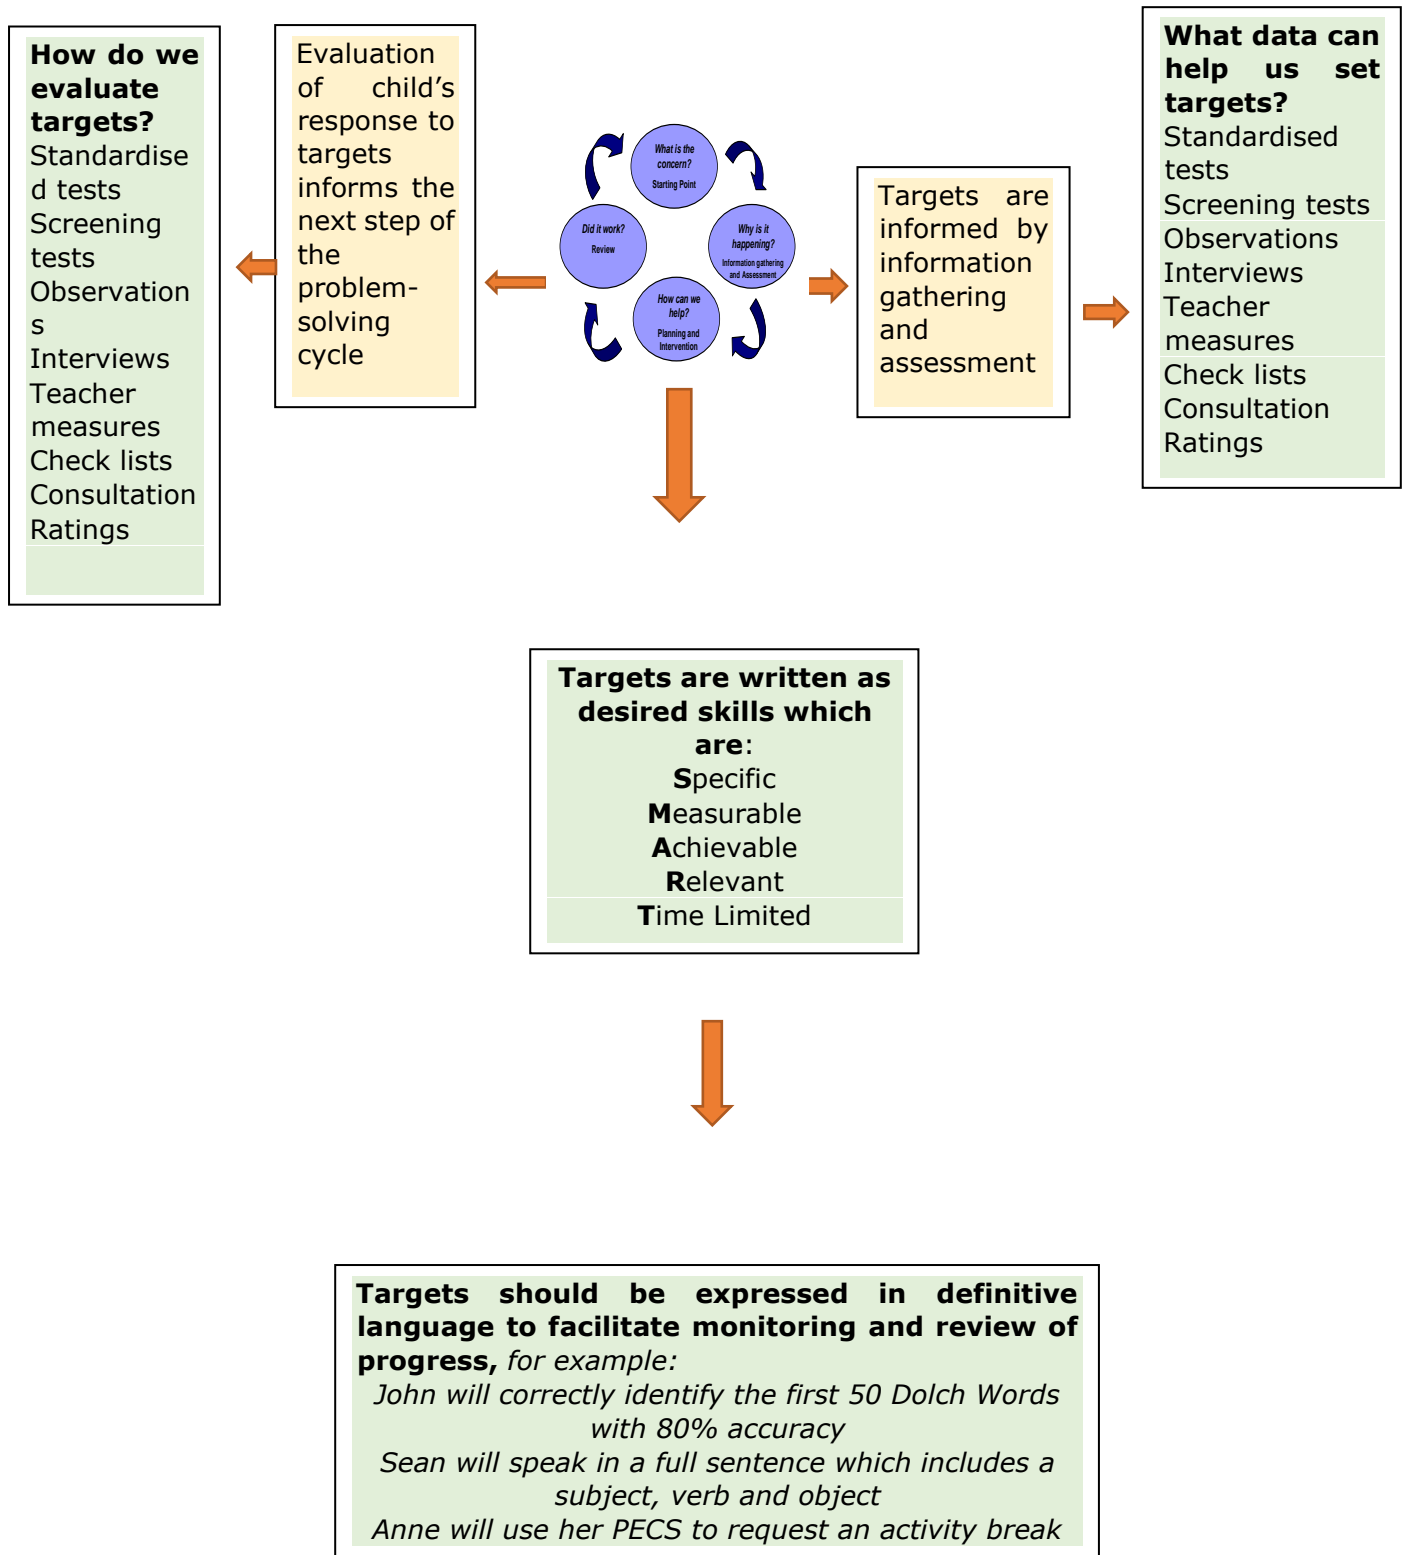 How do we
evaluate
targets?
Standardise
d tests
Screening
tests
Observation
s
Interviews
Teacher
measures
Check lists
Consultation
Ratings
Evaluation
of child’s
response to
targets
informs the
next step of
the
problem-
solving
cycle
What is the
concern?
Starting Point
Did it work?
Review
Why is it
happening?
Information gathering
and Assessment
How can we
help?
Planning and
Intervention
Targets are
informed by
information
gathering
and
assessment
What data can
help us set
targets?
Standardised
tests
Screening tests
Observations
Interviews
Teacher
measures
Check lists
Consultation
Ratings
Targets are written as
desired skills which
are:
Specific
Measurable
Achievable
Relevant
Time Limited
Targets should be expressed in definitive
language to facilitate monitoring and review of
progress, for example:
John will correctly identify the first 50 Dolch Words
with 80% accuracy
Sean will speak in a full sentence which includes a
subject, verb and object
Anne will use her PECS to request an activity break